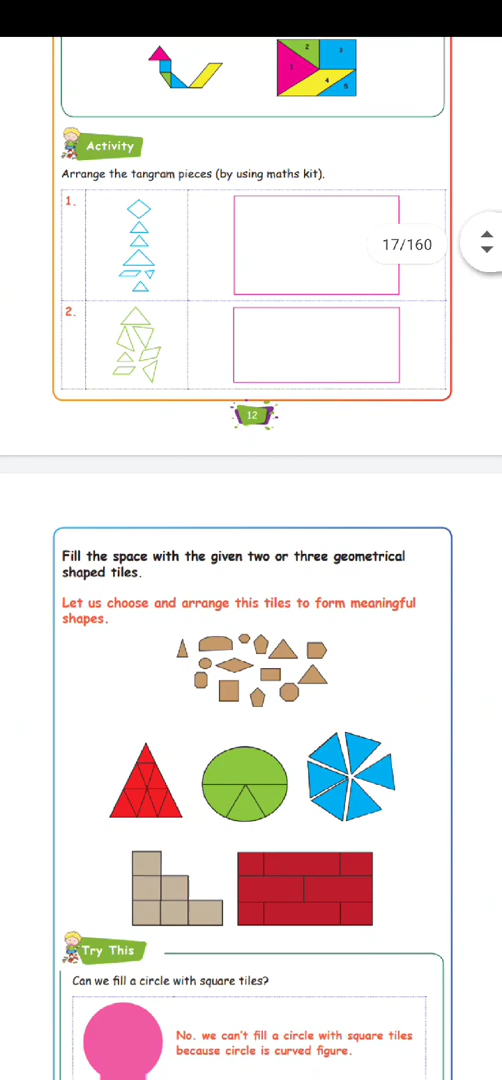 2
3
1
4
5
Activity
Arrange the tangram pieces (by using maths kit).
1.
17/160
2.
12
Fill the space with the given two or three geometrical
shaped tiles.
Let us choose and arrange this tiles to form meaningful
shapes.
Try This
Can we fill a circle with square tiles?
No. we can't fill a circle with square tiles
because circle is curved figure.